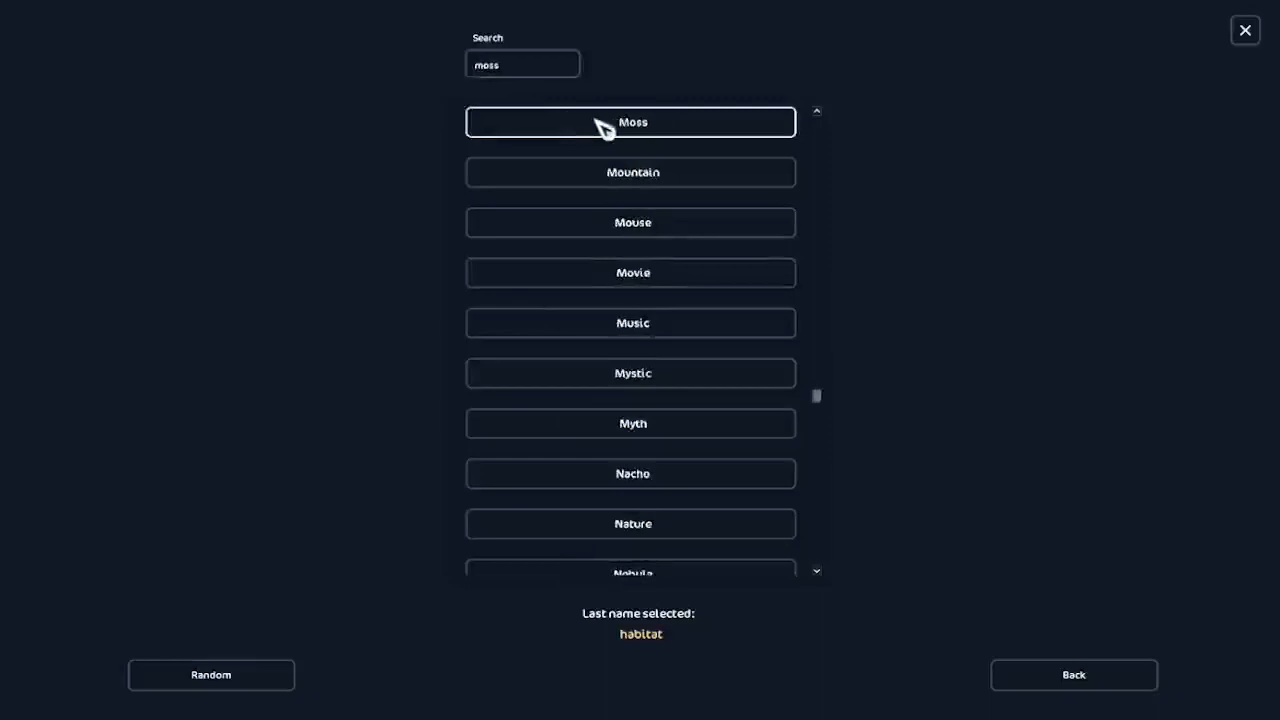 Search
moss
Moss
Mountain
Mouse
Movie
Music
Mystic
Myth
Nacho
Nature
Nebula
Last name selected:
habitat
Random
Back